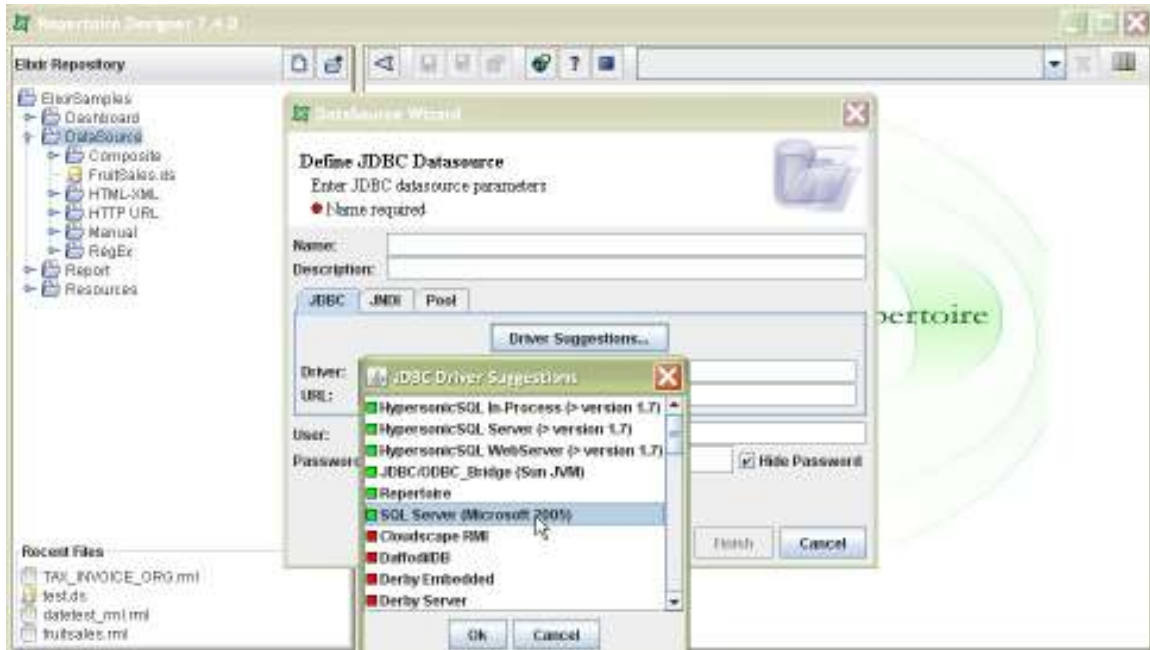 Repertoire Designer 7.4.0
Elixir Repository
ElixirSamples
Dashboard
DataSource
Composite
FruitSales.ds
HTML-XML
HTTP URL
Manual
RegEx
Report
Resources
Recent Files
TAX_INVOICE_ORG.rml
test.ds
datetest_rml.rml
fruitsales.rml
DataSource Wizard
Define JDBC Datasource
Enter JDBC datasource parameters
Name required
Name:
Description:
JDBC JNDI Pool
Driver Suggestions...
Driver:
URL:
User:
Password
Hide Password
Finish Cancel
JDBC Driver Suggestions
HypersonicSQL In-Process (> version 1.7)
HypersonicSQL Server (> version 1.7)
HypersonicSQL WebServer (> version 1.7)
JDBC/ODBC_Bridge (Sun JVM)
Repertoire
SQL Server (Microsoft 2005)
Cloudscape RMI
DaffodilDB
Derby Embedded
Derby Server
Ok Cancel
pertoire